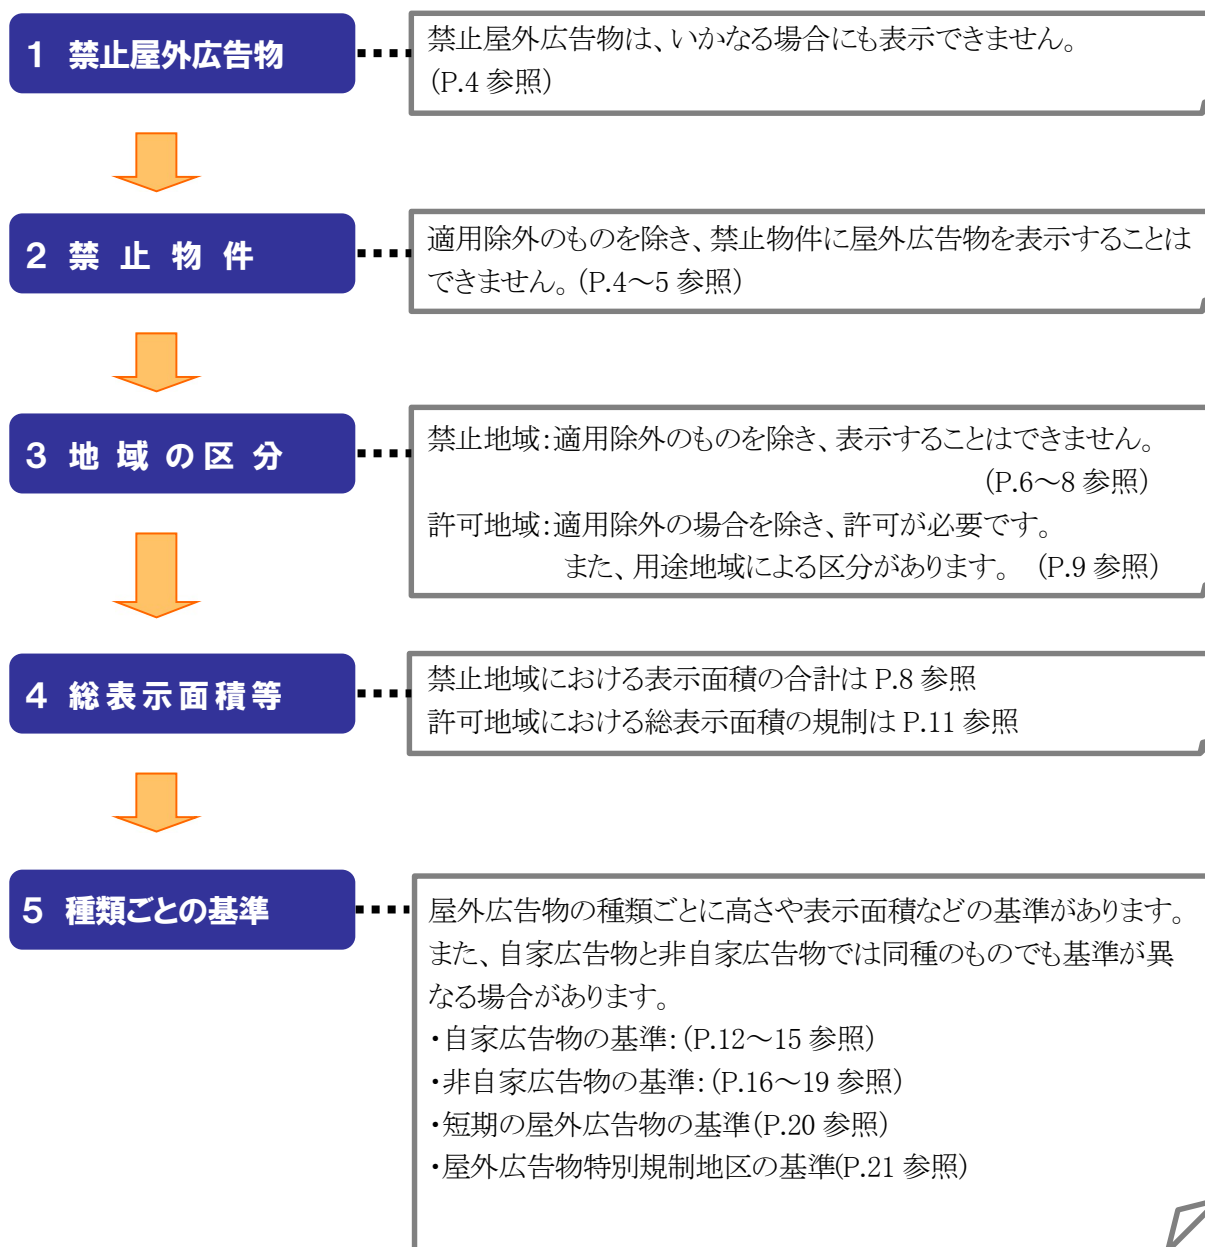 1 禁止屋外広告物
禁止屋外広告物は、いかなる場合にも表示できません。
(P.4 参照)
2 禁 止 物 件
適用除外のものを除き、禁止物件に屋外広告物を表示することは
できません。(P.4～5 参照)
3 地 域 の 区 分
禁止地域：適用除外のものを除き、表示することはできません。
(P.6～8 参照)
許可地域：適用除外の場合を除き、許可が必要です。
また、用途地域による区分があります。 (P.9 参照)
4 総表示面積等
禁止地域における表示面積の合計は P.8 参照
許可地域における総表示面積の規制は P.11 参照
5 種類ごとの基準
屋外広告物の種類ごとに高さや表示面積などの基準があります。
また、自家広告物と非自家広告物では同種のものでも基準が異
なる場合があります。
・自家広告物の基準：(P.12～15 参照)
・非自家広告物の基準：(P.16～19 参照)
・短期の屋外広告物の基準(P.20 参照)
・屋外広告物特別規制地区の基準(P.21 参照)